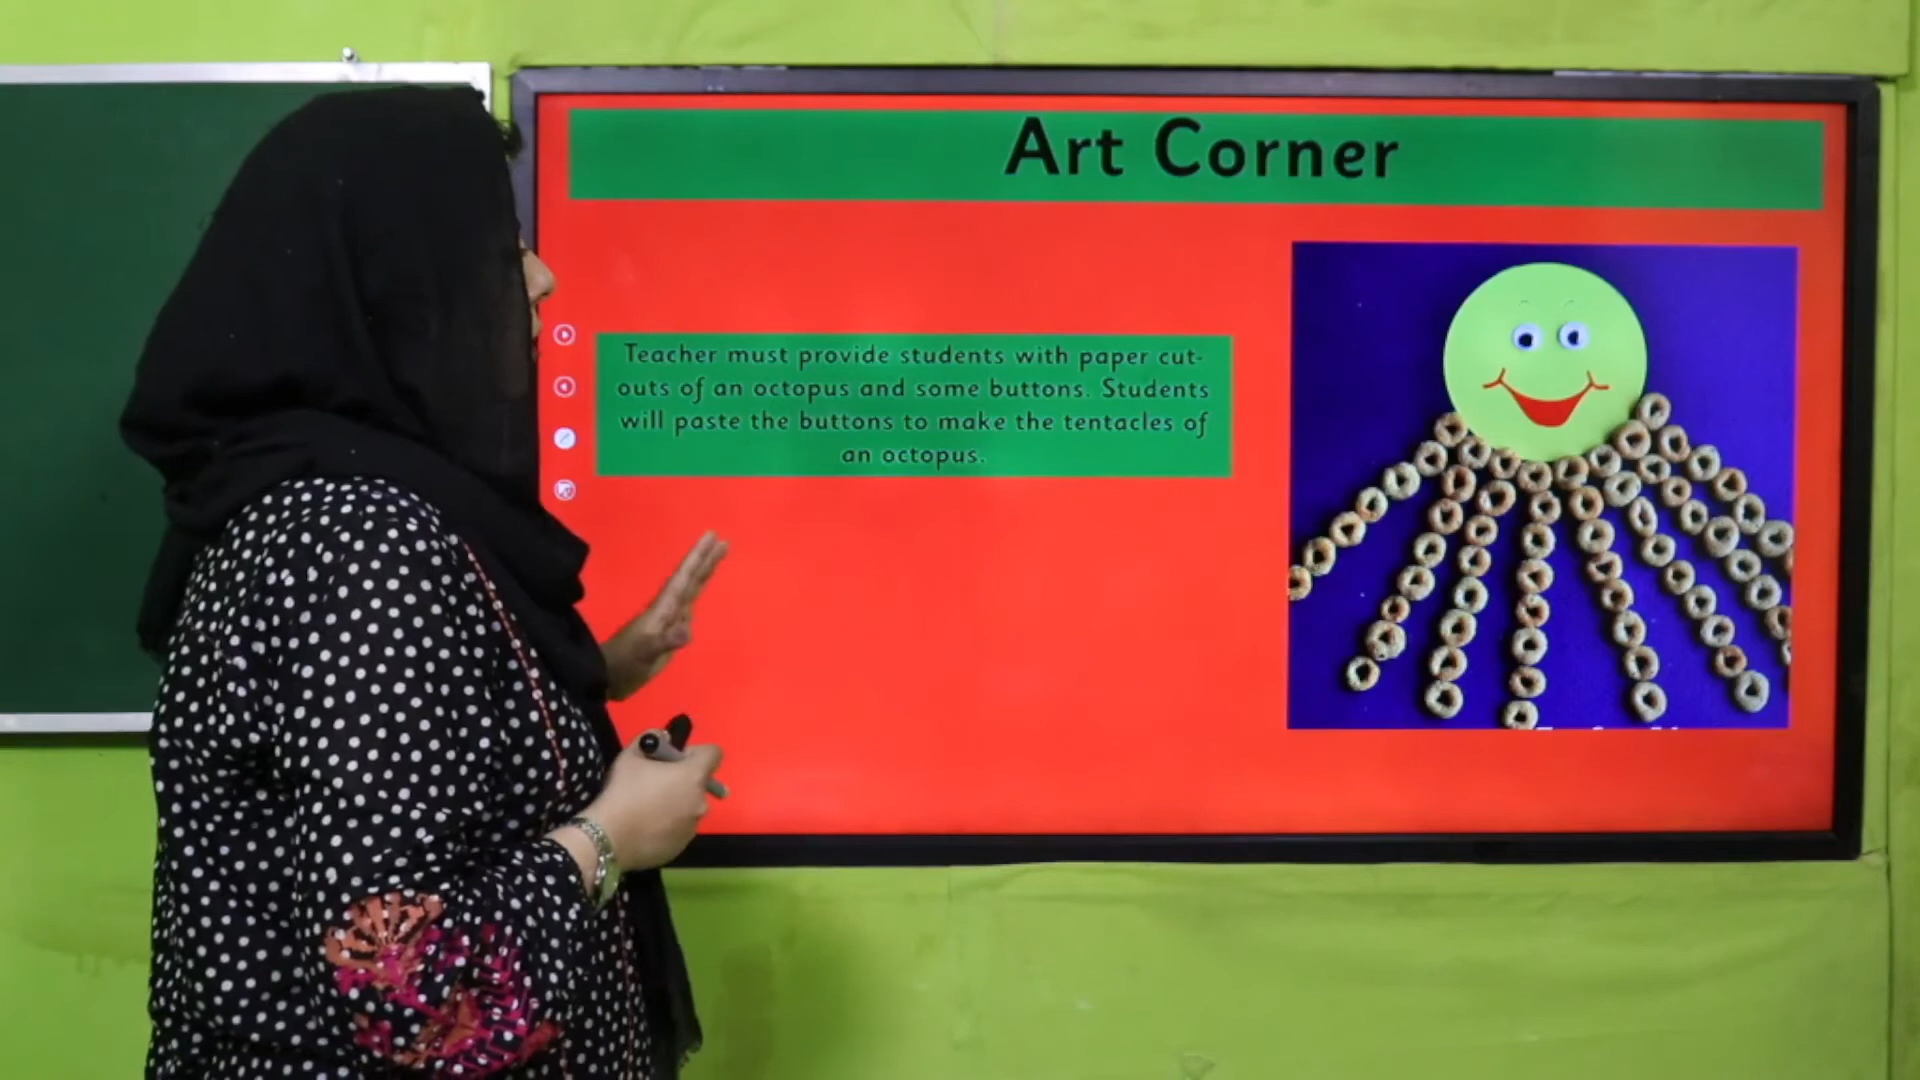 Art Corner
Teacher must provide students with paper cut-
outs of an octopus and some buttons. Students
will paste the buttons to make the tentacles of
an octopus.